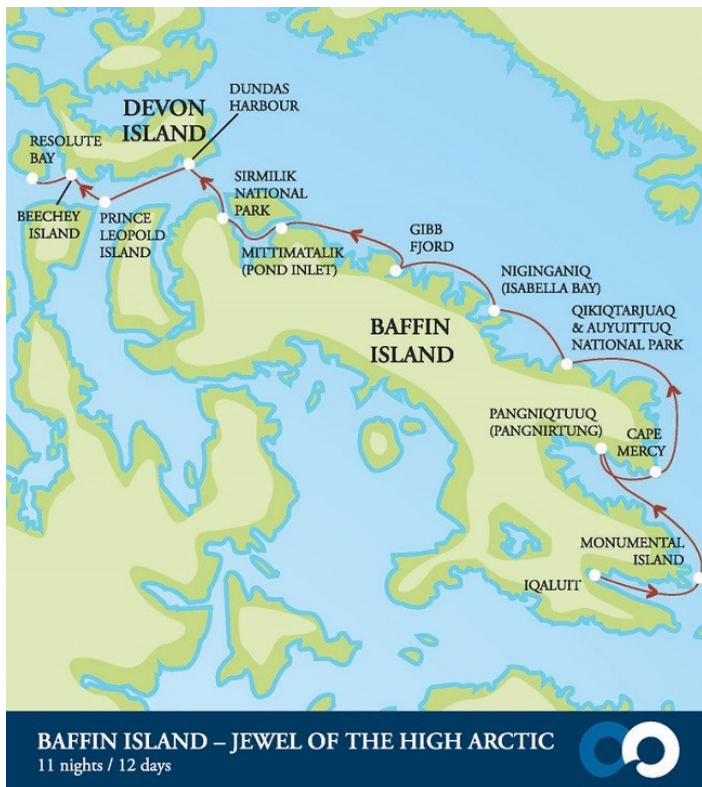 DUNDAS
HARBOUR
DEVON
ISLAND
RESOLUTE
BAY
SIRMILIK
NATIONAL
PARK
BEECHEY
ISLAND
PRINCE
LEOPOLD
ISLAND
MITTIMATALIK
(POND INLET)
GIBB
FJORD
NIGINGANIQ
(ISABELLA BAY)
QIKIQTARJUAQ
& AUYUITTUQ
NATIONAL PARK
BAFFIN
ISLAND
PANGNIQTUUQ
(PANGNIRTUNG)
CAPE
MERCY
MONUMENTAL
ISLAND
IQALUIT
BAFFIN ISLAND – JEWEL OF THE HIGH ARCTIC
11 nights / 12 days